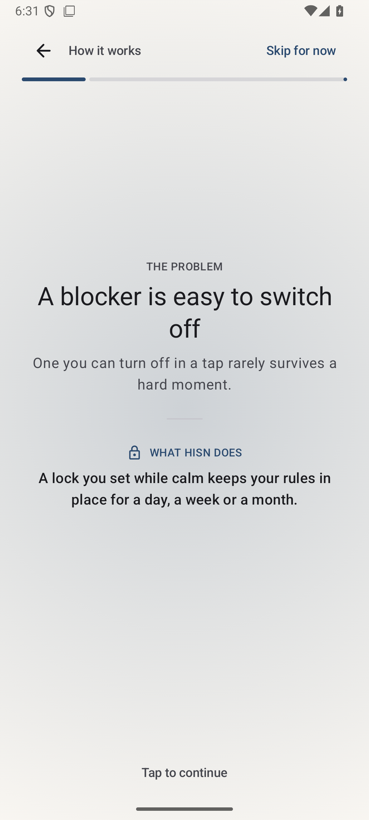 6:31
How it works
Skip for now
THE PROBLEM
A blocker is easy to switch
off
One you can turn off in a tap rarely survives a
hard moment.
WHAT HISN DOES
A lock you set while calm keeps your rules in
place for a day, a week or a month.
Tap to continue